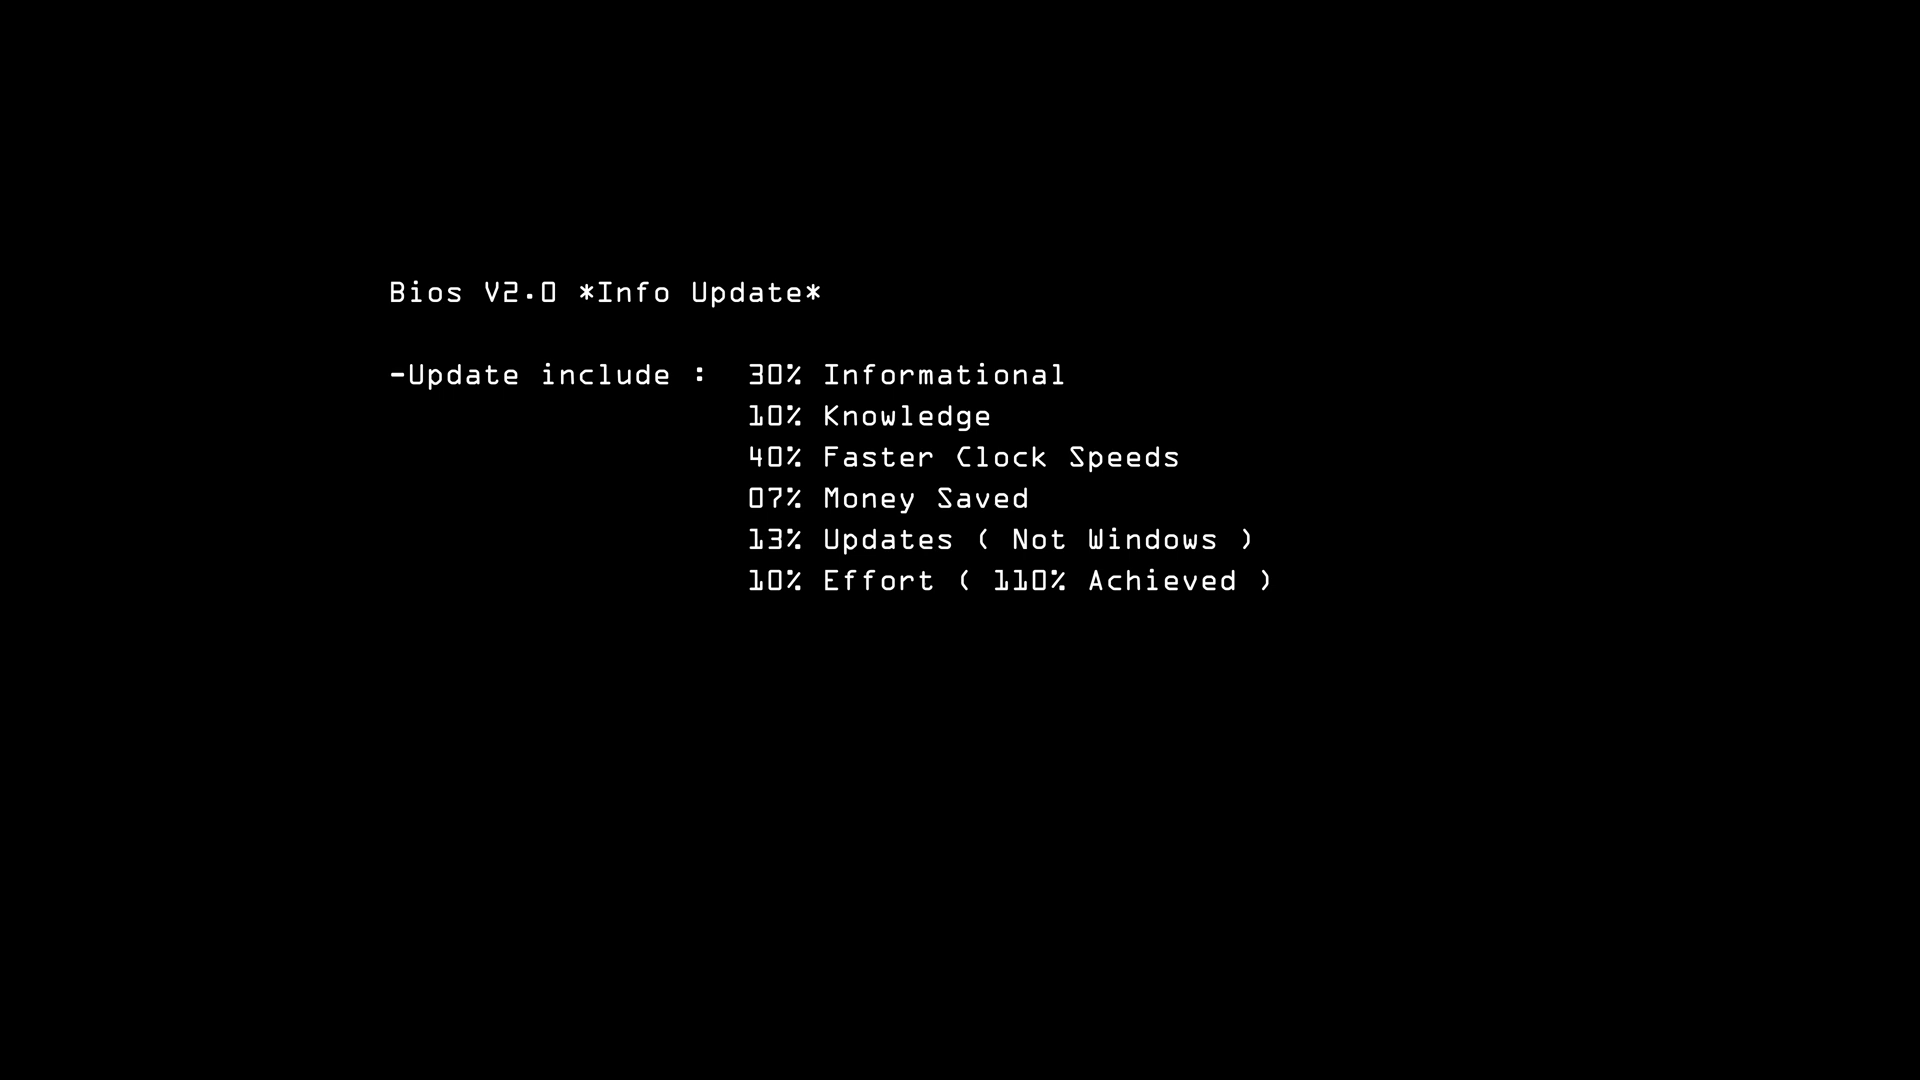 Bios V2.0 *Info Update*
-Update include : 30% Informational
10% Knowledge
40% Faster Clock Speeds
07% Money Saved
13% Updates ( Not Windows )
10% Effort ( 110% Achieved )